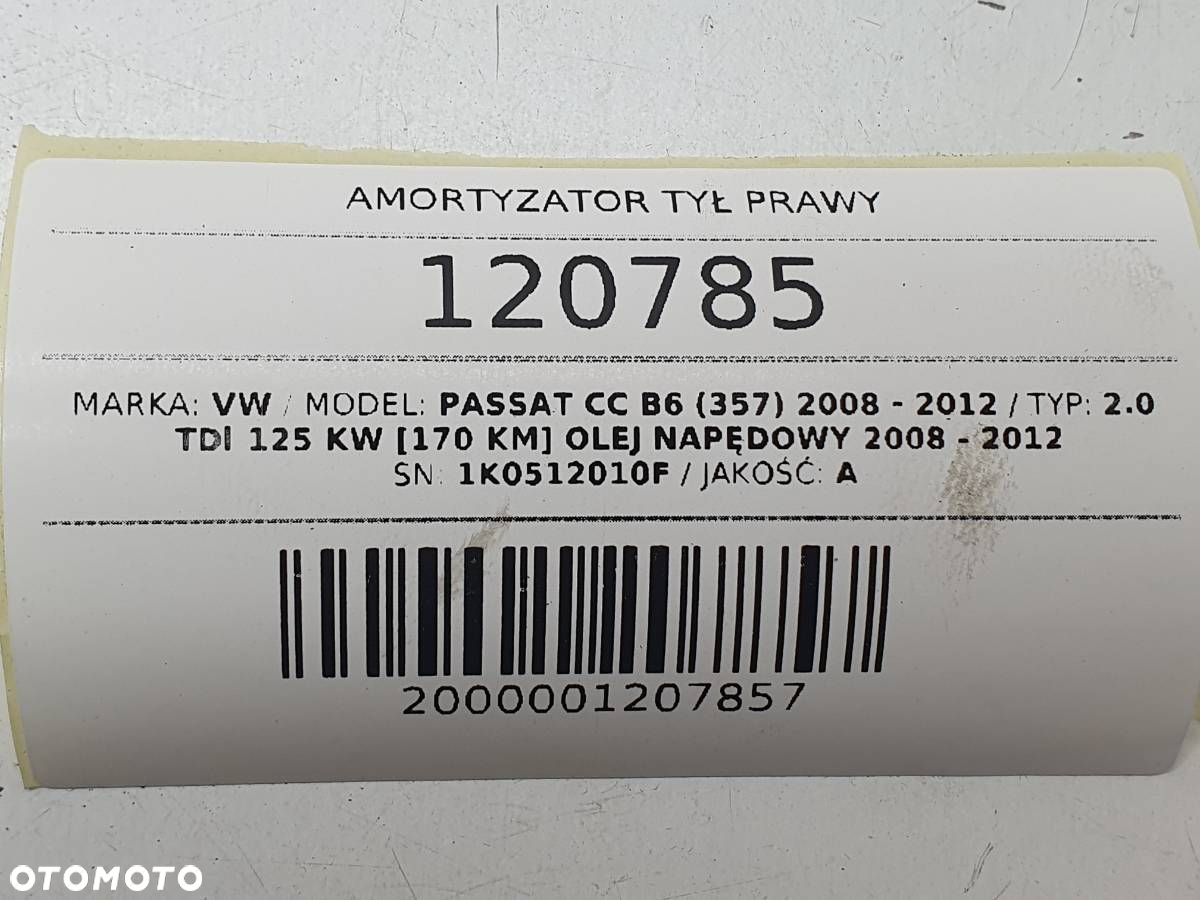 AMORTYZATOR TYŁ PRAWY
120785
MARKA: VW / MODEL: PASSAT CC B6 (357) 2008 - 2012 / TYP: 2.0
TDI 125 KW [170 KM] OLEJ NAPĘDOWY 2008 - 2012
SN: 1K0512010F / JAKOŚĆ: A
2000001207857
OTOMOTO